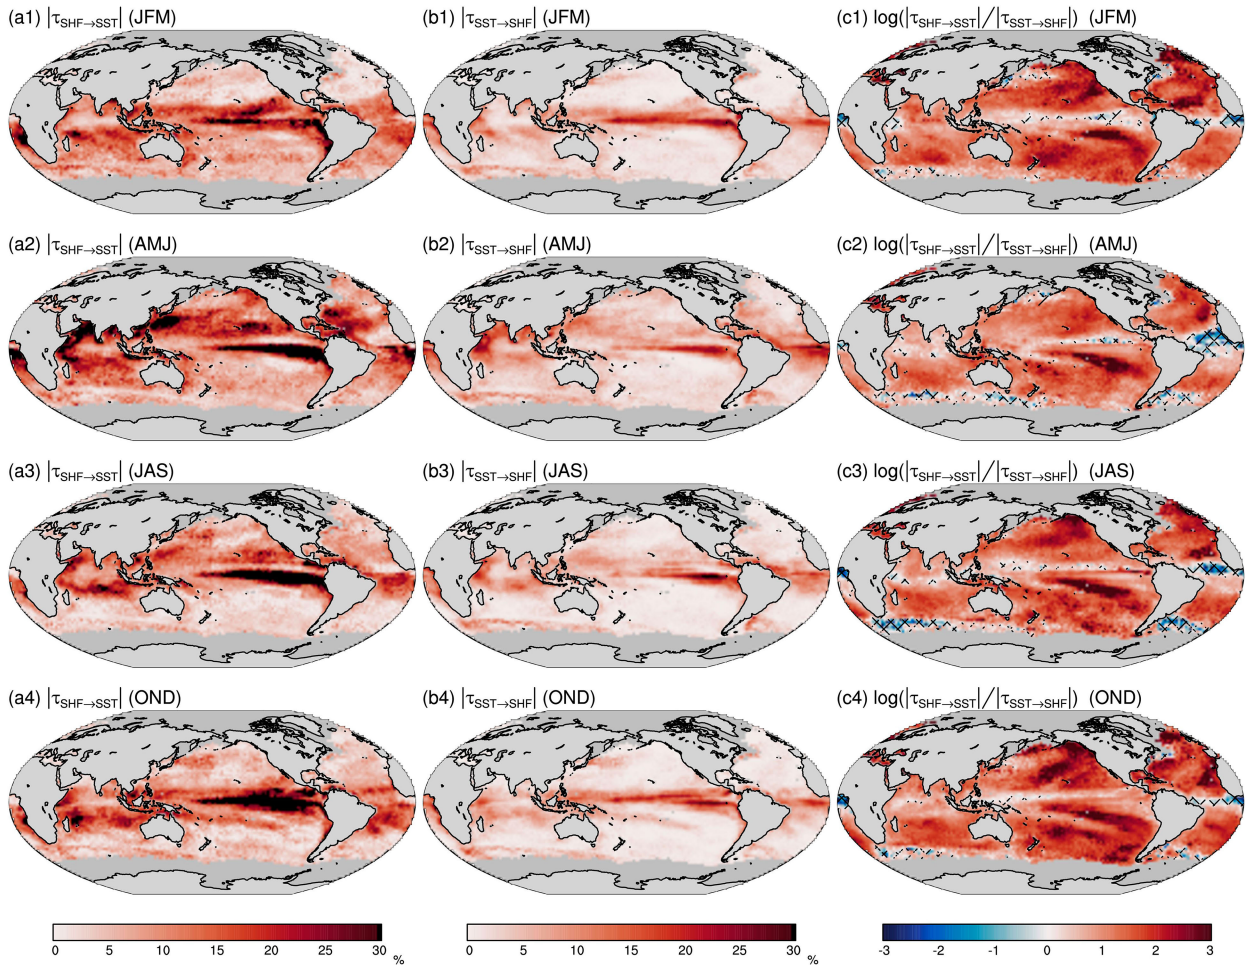 (a1) |τSHF→SST| (JFM)
(b1) |τSST→SHF| (JFM)
(c1) log(|τSHF→SST|/|τSST→SHF|) (JFM)
(a2) |τSHF→SST| (AMJ)
(b2) |τSST→SHF| (AMJ)
(c2) log(|τSHF→SST|/|τSST→SHF|) (AMJ)
(a3) |τSHF→SST| (JAS)
(b3) |τSST→SHF| (JAS)
(c3) log(|τSHF→SST|/|τSST→SHF|) (JAS)
(a4) |τSHF→SST| (OND)
(b4) |τSST→SHF| (OND)
(c4) log(|τSHF→SST|/|τSST→SHF|) (OND)
0 5 10 15 20 25 30 %
0 5 10 15 20 25 30 %
-3 -2 -1 0 1 2 3